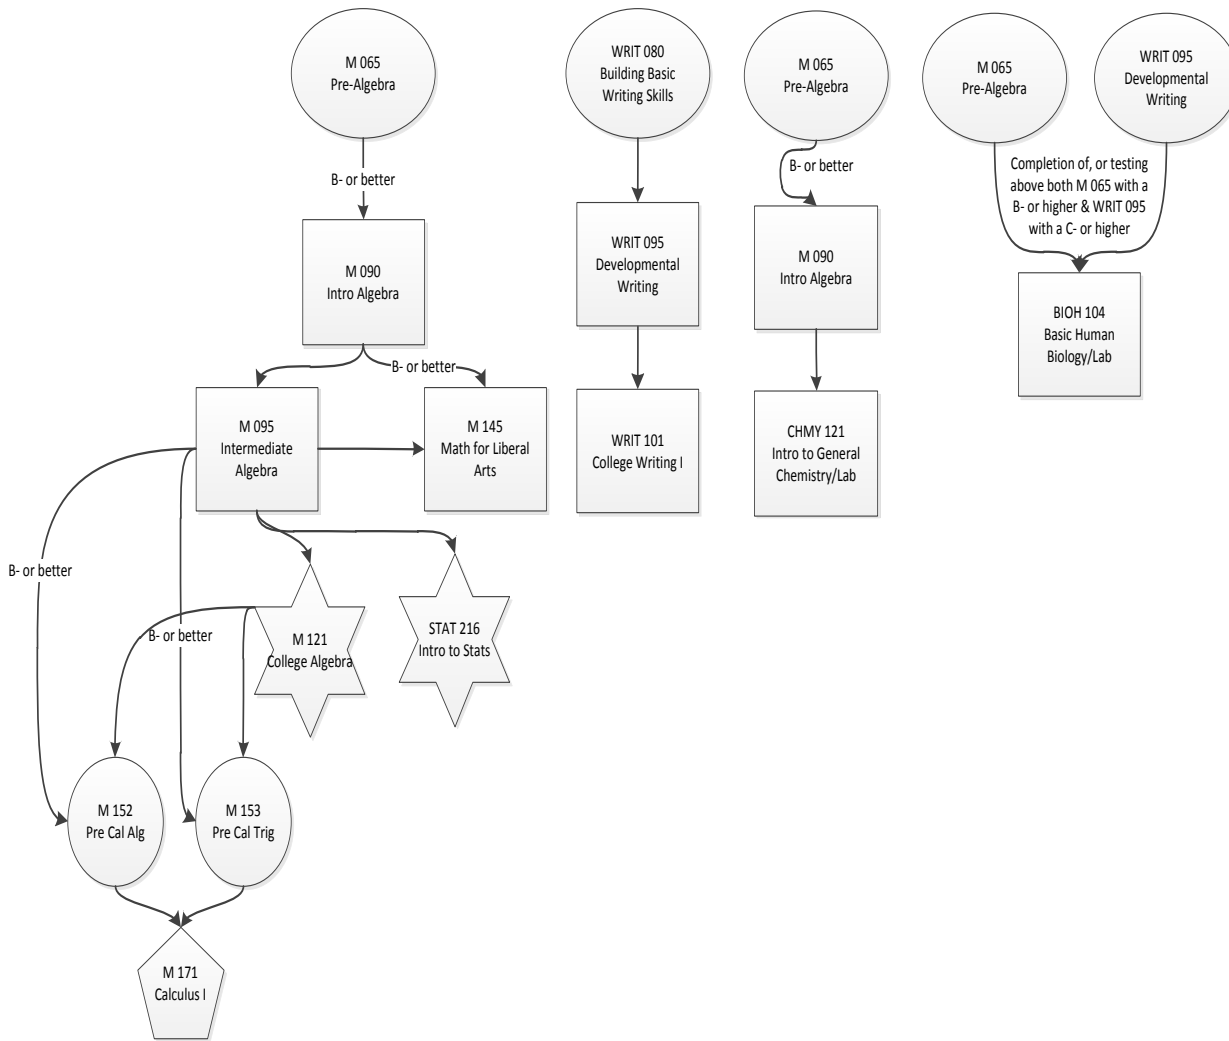 M 065
Pre-Algebra
B- or better
M 090
Intro Algebra
B- or better
M 095
Intermediate
Algebra
M 145
Math for Liberal
Arts
B- or better
B- or better
M 121
College Algebra
STAT 216
Intro to Stats
M 152
Pre Cal Alg
M 153
Pre Cal Trig
M 171
Calculus I
WRIT 080
Building Basic
Writing Skills
WRIT 095
Developmental
Writing
WRIT 101
College Writing I
M 065
Pre-Algebra
B- or better
M 090
Intro Algebra
CHMY 121
Intro to General
Chemistry/Lab
M 065
Pre-Algebra
WRIT 095
Developmental
Writing
Completion of, or testing
above both M 065 with a
B- or higher & WRIT 095
with a C- or higher
BIOH 104
Basic Human
Biology/Lab